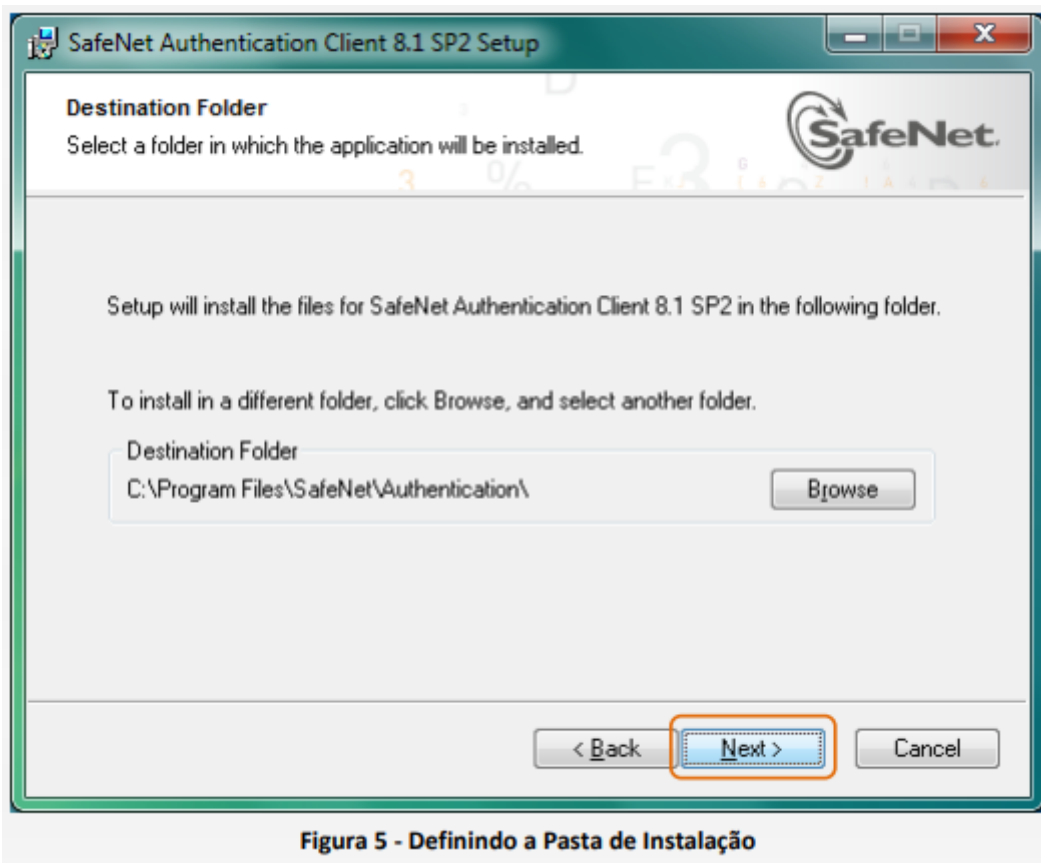 SafeNet Authentication Client 8.1 SP2 Setup
Destination Folder
Select a folder in which the application will be installed.
SafeNet.
Setup will install the files for SafeNet Authentication Client 8.1 SP2 in the following folder.
To install in a different folder, click Browse, and select another folder.
Destination Folder
C:\Program Files\SafeNet\Authentication\
Browse
< Back
Next >
Cancel
Figura 5 - Definindo a Pasta de Instalação